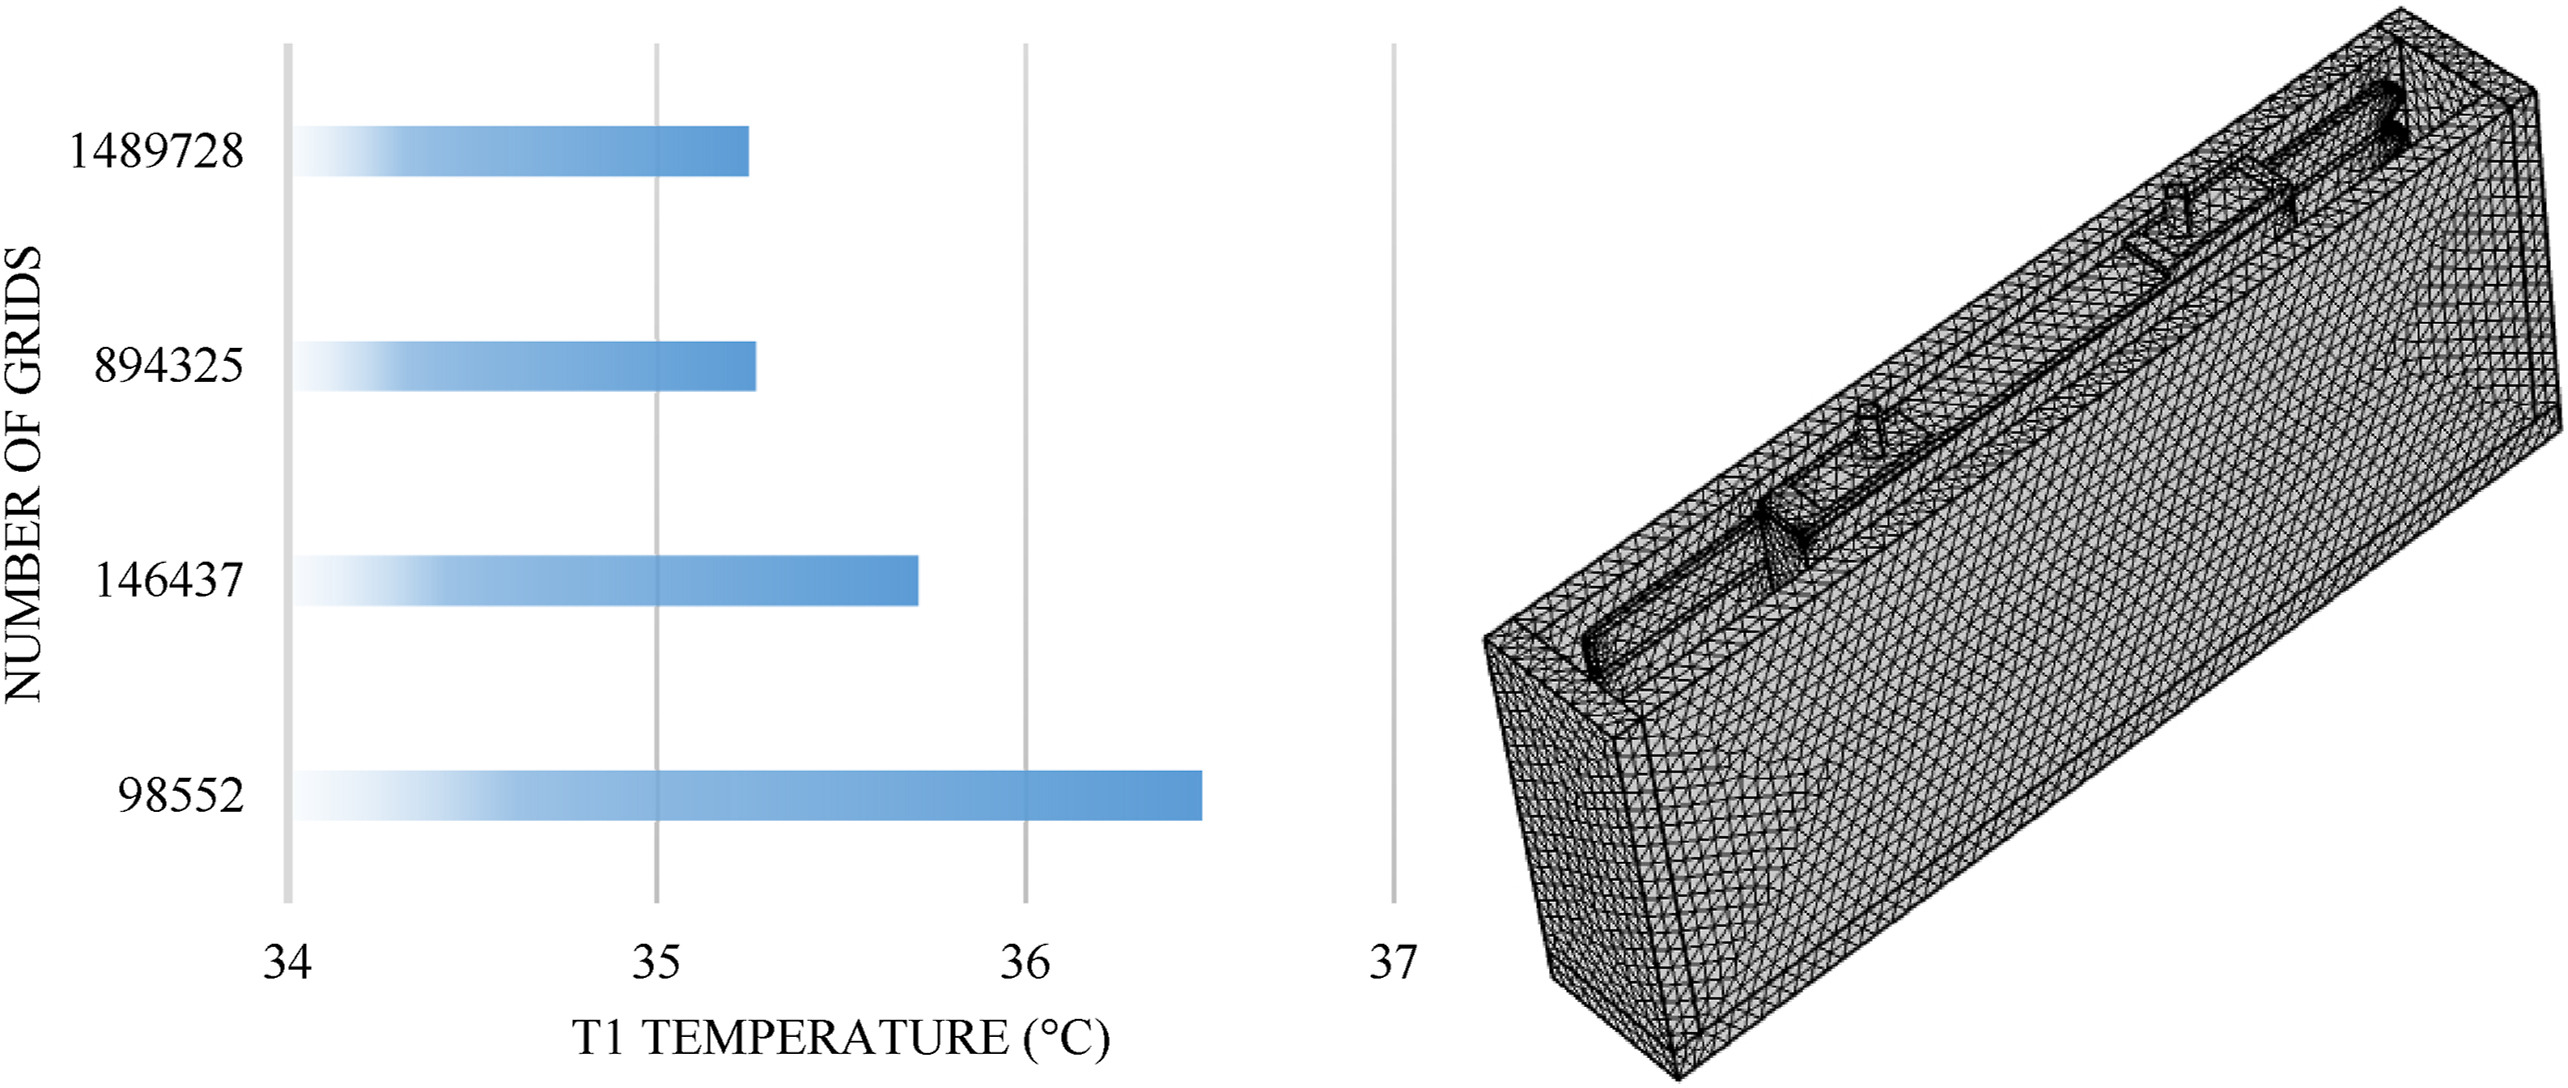 NUMBER OF GRIDS
1489728
894325
146437
98552
34 35 36 37
T1 TEMPERATURE (°C)